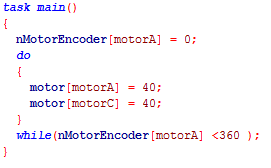 task main()
{
nMotorEncoder[motorA] = 0;
do
{
motor[motorA] = 40;
motor[motorC] = 40;
}
while(nMotorEncoder[motorA] <360 );
}